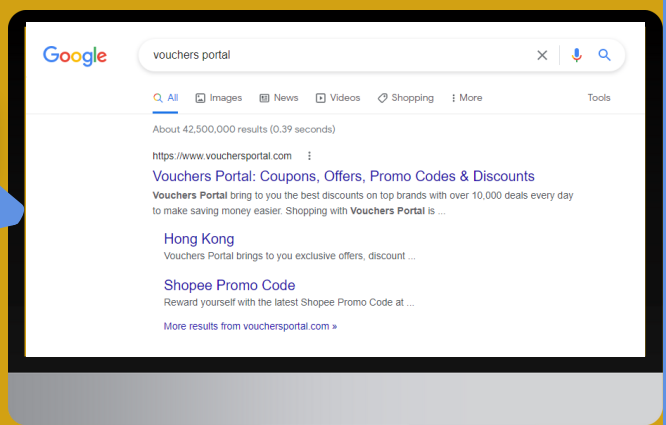 Google
vouchers portal
All Images News Videos Shopping More Tools
About 42,500,000 results (0.39 seconds)
https://www.vouchersportal.com
Vouchers Portal: Coupons, Offers, Promo Codes & Discounts
Vouchers Portal bring to you the best discounts on top brands with over 10,000 deals every day
to make saving money easier. Shopping with Vouchers Portal is ...
Hong Kong
Vouchers Portal brings to you exclusive offers, discount ...
Shopee Promo Code
Reward yourself with the latest Shopee Promo Code at ...
More results from vouchersportal.com »